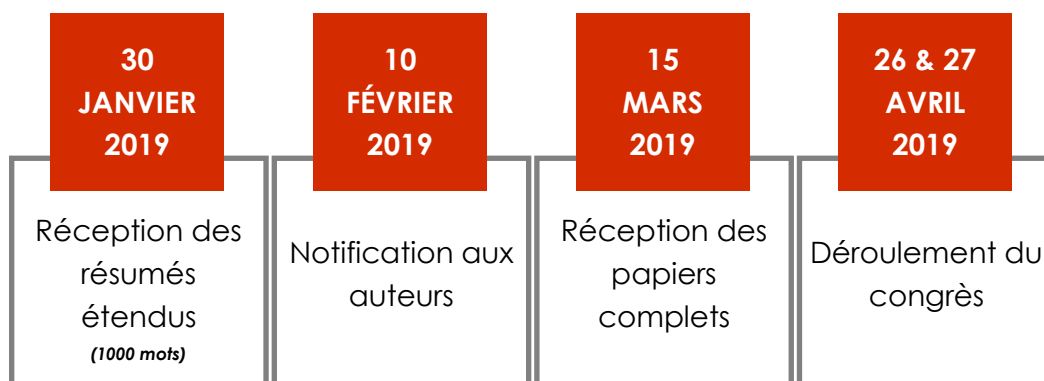 30
JANVIER
2019
Réception des
résumés
étendus
(1000 mots)
10
FÉVRIER
2019
Notification aux
auteurs
15
MARS
2019
Réception des
papiers
complets
26 & 27
AVRIL
2019
Déroulement du
congrès